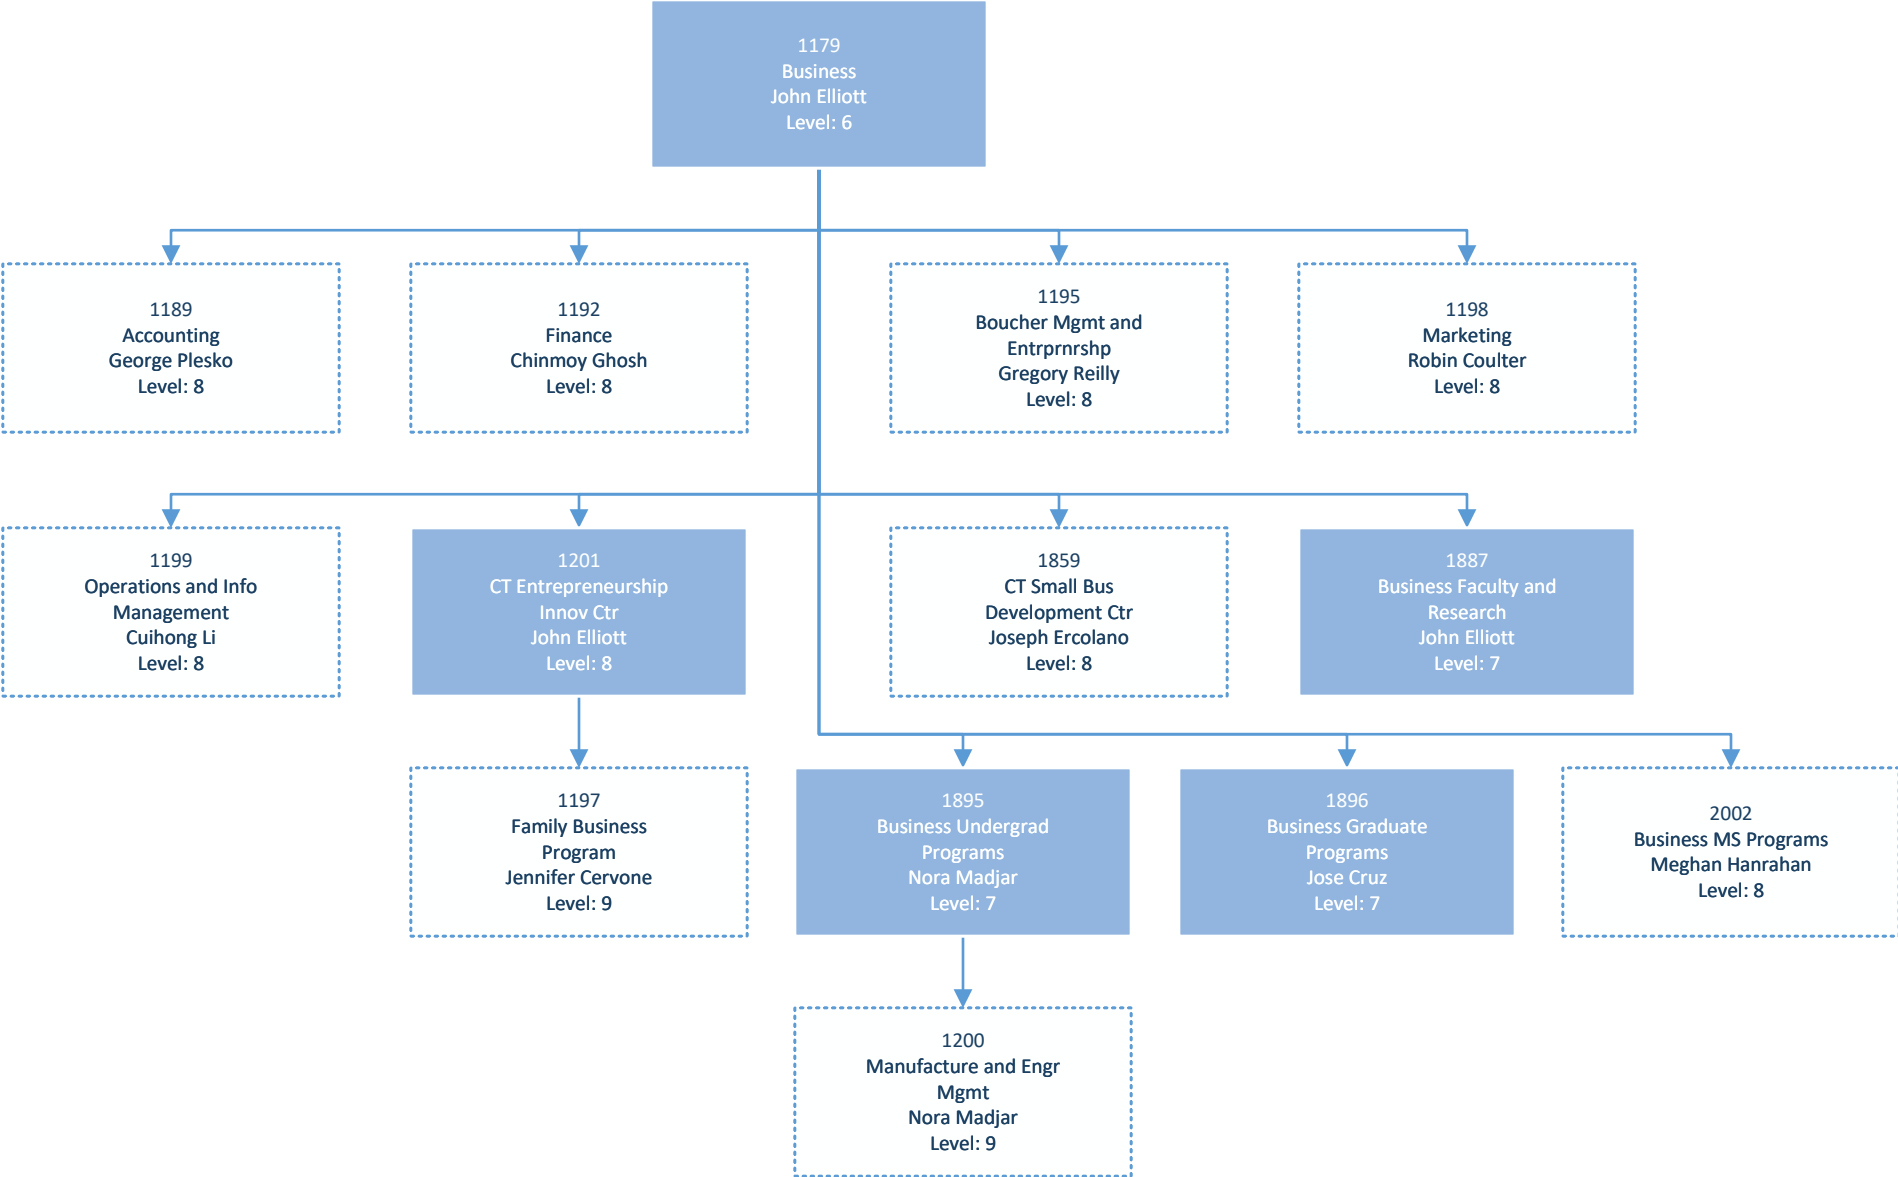 1179
Business
John Elliott
Level: 6
1189
Accounting
George Plesko
Level: 8
1192
Finance
Chinmoy Ghosh
Level: 8
1195
Boucher Mgmt and
Entrprnrshp
Gregory Reilly
Level: 8
1198
Marketing
Robin Coulter
Level: 8
1199
Operations and Info
Management
Cuihong Li
Level: 8
1201
CT Entrepreneurship
Innov Ctr
John Elliott
Level: 8
1859
CT Small Bus
Development Ctr
Joseph Ercolano
Level: 8
1887
Business Faculty and
Research
John Elliott
Level: 7
1197
Family Business
Program
Jennifer Cervone
Level: 9
1895
Business Undergrad
Programs
Nora Madjar
Level: 7
1896
Business Graduate
Programs
Jose Cruz
Level: 7
2002
Business MS Programs
Meghan Hanrahan
Level: 8
1200
Manufacture and Engr
Mgmt
Nora Madjar
Level: 9